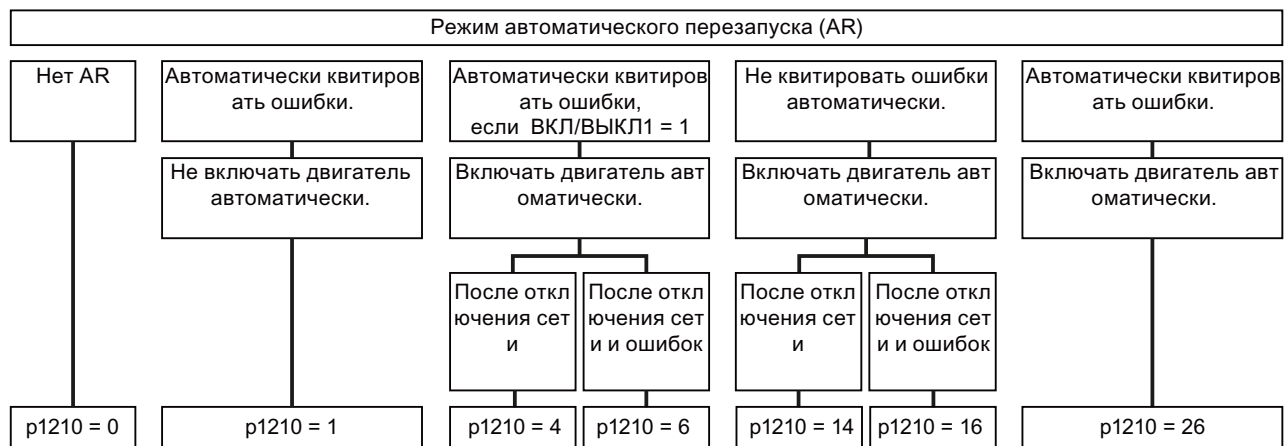 Режим автоматического перезапуска (AR)
Нет AR
Автоматически квитиров
ать ошибки.
Автоматически квитиров
ать ошибки,
если ВКЛ/ВЫКЛ1 = 1
Не квитировать ошибки
автоматически.
Автоматически квитиров
ать ошибки.
Не включать двигатель
автоматически.
Включать двигатель авт
оматически.
Включать двигатель авт
оматически.
Включать двигатель авт
оматически.
После откл
ючения сет
и
После откл
ючения сет
и и ошибок
После откл
ючения сет
и
После откл
ючения сет
и и ошибок
p1210 = 0
p1210 = 1
p1210 = 4
p1210 = 6
p1210 = 14
p1210 = 16
p1210 = 26